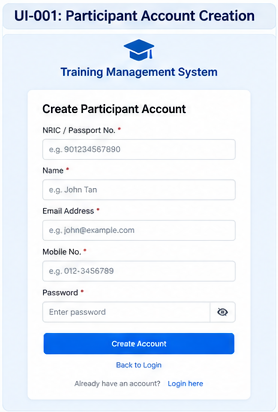 UI-001: Participant Account Creation
Training Management System
Create Participant Account
NRIC / Passport No. *
e.g. 901234567890
Name *
e.g. John Tan
Email Address *
e.g. john@example.com
Mobile No. *
e.g. 012-3456789
Password *
Enter password
Create Account
Back to Login
Already have an account? Login here